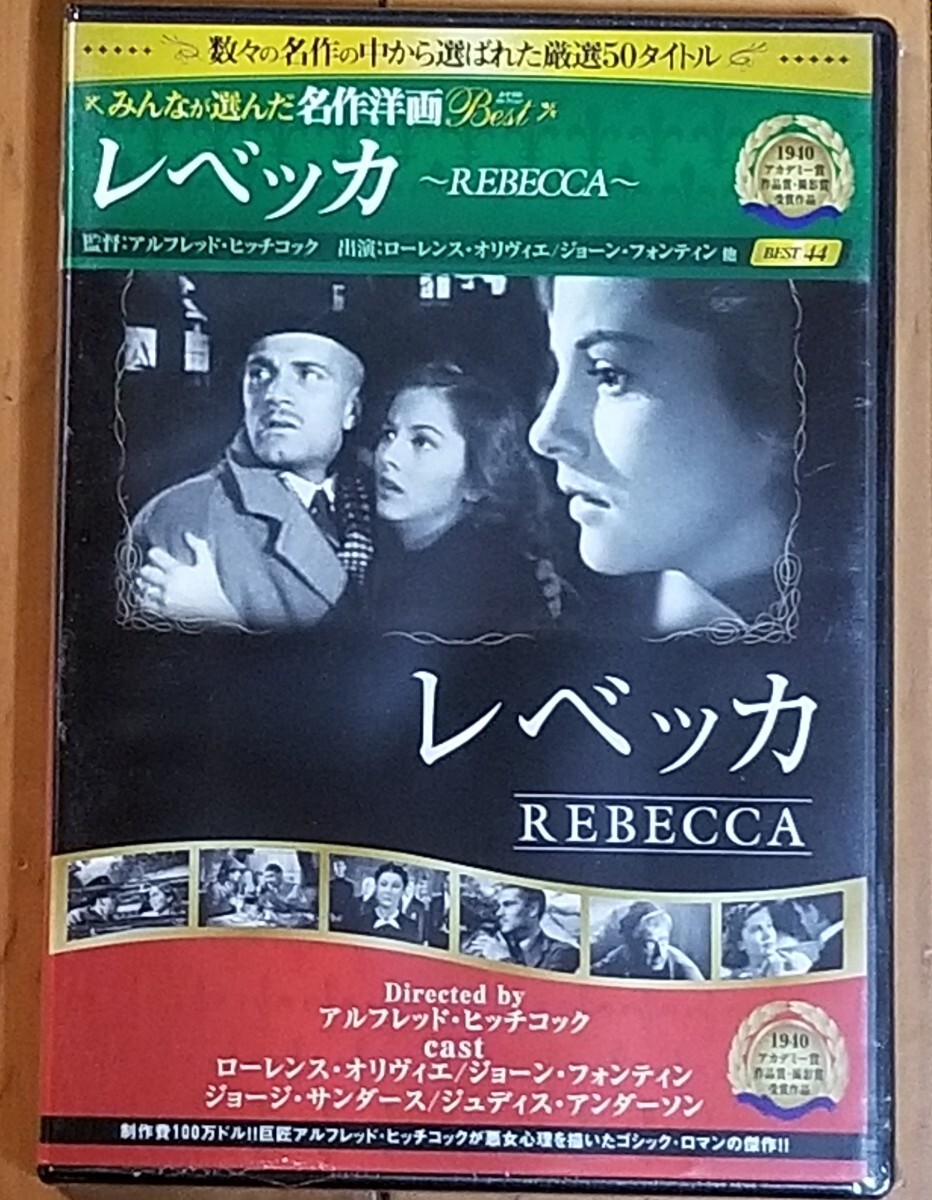 数々の名作の中から選ばれた厳選50タイトル
みんなが選んだ名作洋画Best
レベッカ ～REBECCA～
1940
アカデミー賞
作品賞・撮影賞
受賞作品
監督:アルフレッド・ヒッチコック 出演:ローレンス・オリヴィエ/ジョーン・フォンティン 他 BEST 44
レベッカ
REBECCA
Directed by
アルフレッド・ヒッチコック
cast
ローレンス・オリヴィエ/ジョーン・フォンティン
ジョージ・サンダース/ジュディス・アンダーソン
1940
アカデミー賞
作品賞・撮影賞
受賞作品
制作費100万ドル!!巨匠アルフレッド・ヒッチコックが悪女心理を描いたゴシック・ロマンの傑作!!